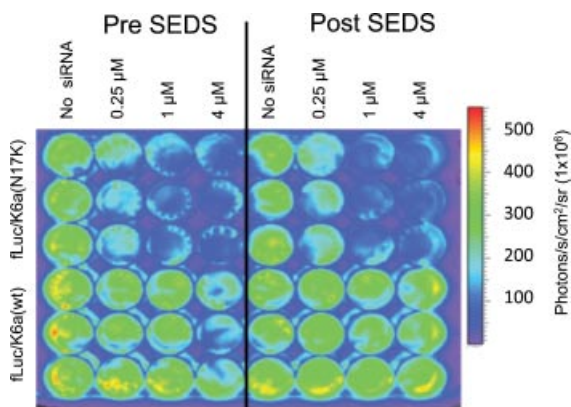 Pre SEDS
Post SEDS
No siRNA
0.25 µM
1 µM
4 µM
No siRNA
0.25 µM
1 µM
4 µM
fLuc/K6a(N17K)
fLuc/K6a(wt)
500
400
300
200
100
Photons/s/cm²/sr (1x10⁶)